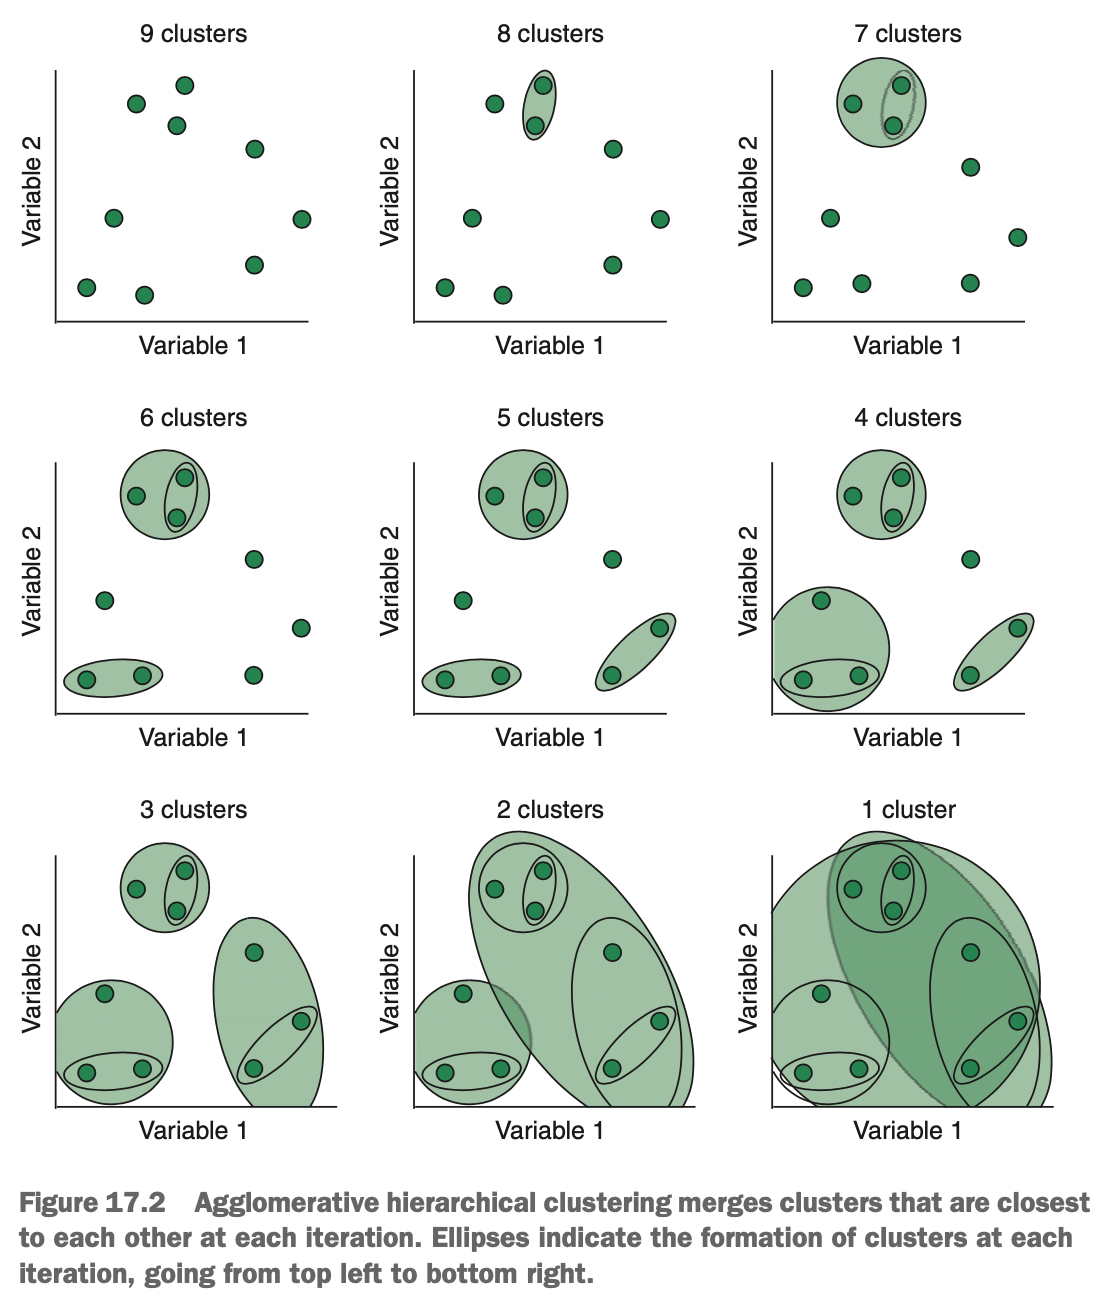 9 clusters
8 clusters
7 clusters
Variable 2
Variable 2
Variable 2
Variable 1
Variable 1
Variable 1
6 clusters
5 clusters
4 clusters
Variable 2
Variable 2
Variable 2
Variable 1
Variable 1
Variable 1
3 clusters
2 clusters
1 cluster
Variable 2
Variable 2
Variable 2
Variable 1
Variable 1
Variable 1
Figure 17.2 Agglomerative hierarchical clustering merges clusters that are closest
to each other at each iteration. Ellipses indicate the formation of clusters at each
iteration, going from top left to bottom right.